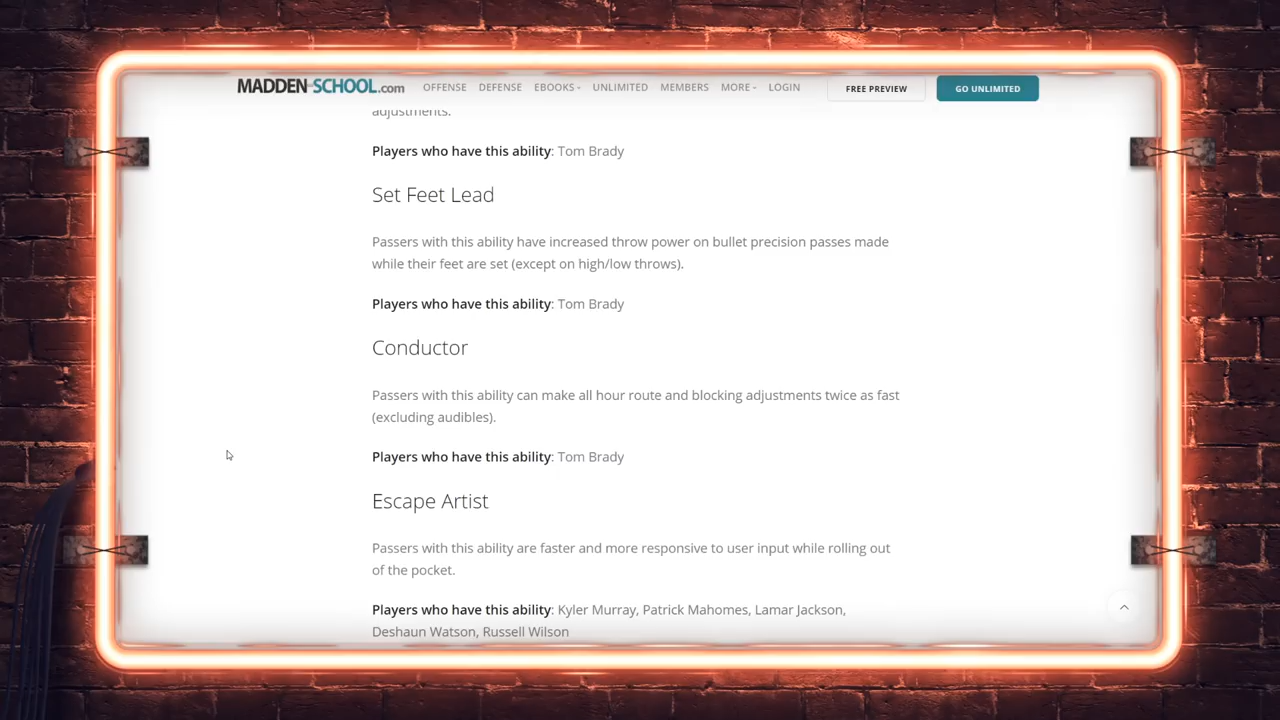 MADDEN-SCHOOL.com OFFENSE DEFENSE EBOOKS UNLIMITED MEMBERS MORE LOGIN FREE PREVIEW GO UNLIMITED
adjustments.
Players who have this ability: Tom Brady
Set Feet Lead
Passers with this ability have increased throw power on bullet precision passes made
while their feet are set (except on high/low throws).
Players who have this ability: Tom Brady
Conductor
Passers with this ability can make all hour route and blocking adjustments twice as fast
(excluding audibles).
Players who have this ability: Tom Brady
Escape Artist
Passers with this ability are faster and more responsive to user input while rolling out
of the pocket.
Players who have this ability: Kyler Murray, Patrick Mahomes, Lamar Jackson,
Deshaun Watson, Russell Wilson